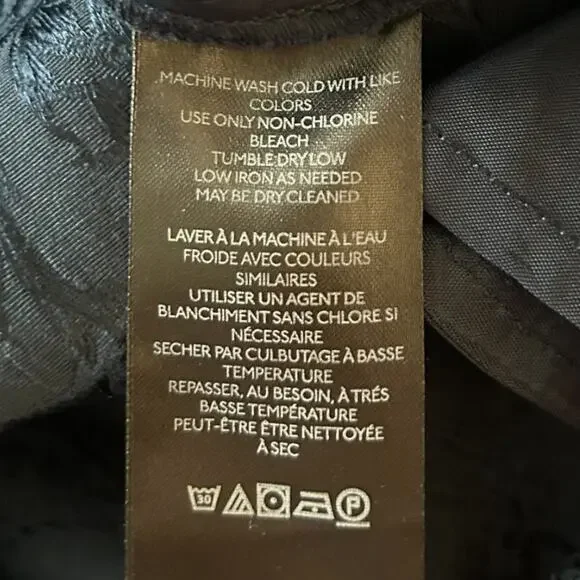 MACHINE WASH COLD WITH LIKE
COLORS
USE ONLY NON-CHLORINE
BLEACH
TUMBLE DRY LOW
LOW IRON AS NEEDED
MAY BE DRY CLEANED
LAVER À LA MACHINE À L'EAU
FROIDE AVEC COULEURS
SIMILAIRES
UTILISER UN AGENT DE
BLANCHIMENT SANS CHLORE SI
NÉCESSAIRE
SECHER PAR CULBUTAGE À BASSE
TEMPERATURE
REPASSER, AU BESOIN, À TRÉS
BASSE TEMPÉRATURE
PEUT-ÊTRE ÊTRE NETTOYÉE
À SEC
30 P